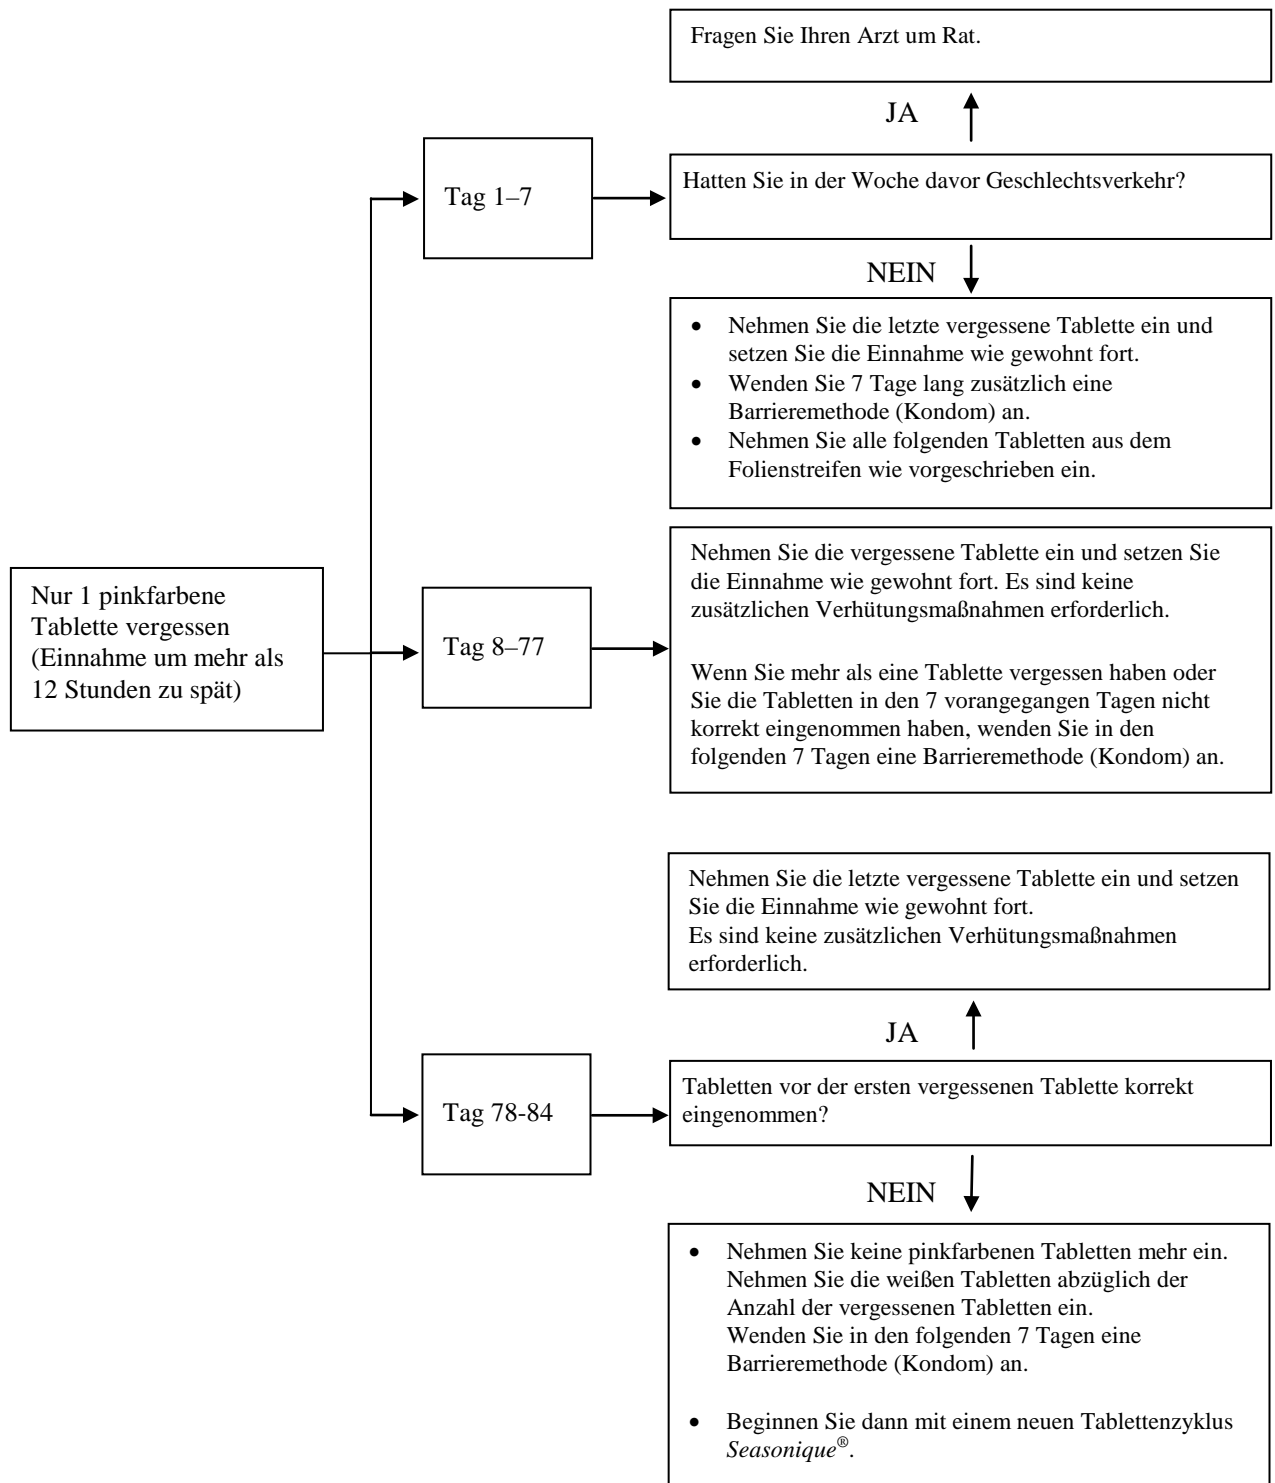 Fragen Sie Ihren Arzt um Rat.
JA
Tag 1–7
Hatten Sie in der Woche davor Geschlechtsverkehr?
NEIN
• Nehmen Sie die letzte vergessene Tablette ein und
setzen Sie die Einnahme wie gewohnt fort.
• Wenden Sie 7 Tage lang zusätzlich eine
Barrieremethode (Kondom) an.
• Nehmen Sie alle folgenden Tabletten aus dem
Folienstreifen wie vorgeschrieben ein.
Nur 1 pinkfarbene
Tablette vergessen
(Einnahme um mehr als
12 Stunden zu spät)
Tag 8–77
Nehmen Sie die vergessene Tablette ein und setzen Sie
die Einnahme wie gewohnt fort. Es sind keine
zusätzlichen Verhütungsmaßnahmen erforderlich.
Wenn Sie mehr als eine Tablette vergessen haben oder
Sie die Tabletten in den 7 vorangegangen Tagen nicht
korrekt eingenommen haben, wenden Sie in den
folgenden 7 Tagen eine Barrieremethode (Kondom) an.
Nehmen Sie die letzte vergessene Tablette ein und setzen
Sie die Einnahme wie gewohnt fort.
Es sind keine zusätzlichen Verhütungsmaßnahmen
erforderlich.
JA
Tag 78-84
Tabletten vor der ersten vergessenen Tablette korrekt
eingenommen?
NEIN
• Nehmen Sie keine pinkfarbenen Tabletten mehr ein.
Nehmen Sie die weißen Tabletten abzüglich der
Anzahl der vergessenen Tabletten ein.
Wenden Sie in den folgenden 7 Tagen eine
Barrieremethode (Kondom) an.
• Beginnen Sie dann mit einem neuen Tablettenzyklus
Seasonique®.